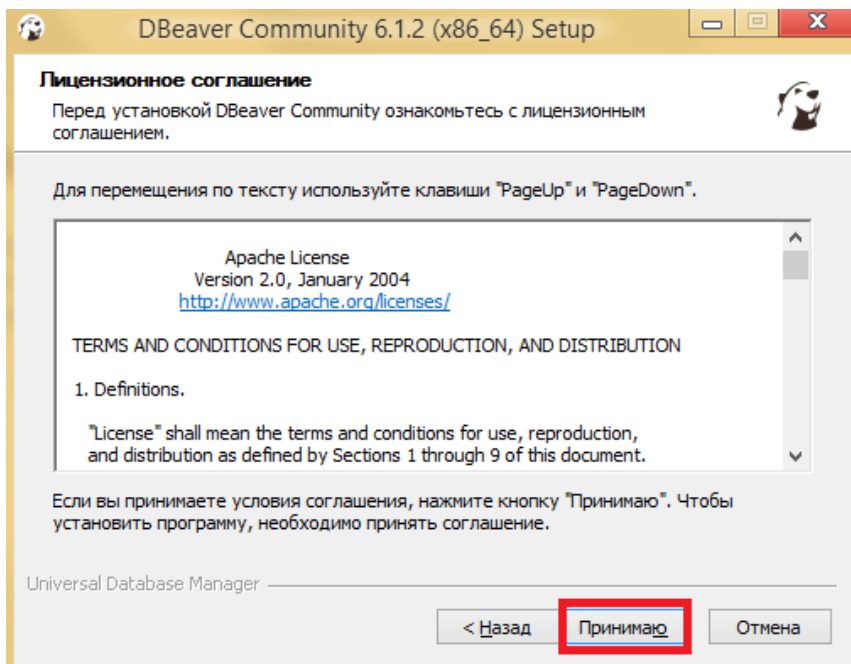 DBeaver Community 6.1.2 (x86_64) Setup
Лицензионное соглашение
Перед установкой DBeaver Community ознакомьтесь с лицензионным
соглашением.
Для перемещения по тексту используйте клавиши "PageUp" и "PageDown".
Apache License
Version 2.0, January 2004
http://www.apache.org/licenses/
TERMS AND CONDITIONS FOR USE, REPRODUCTION, AND DISTRIBUTION
1. Definitions.
"License" shall mean the terms and conditions for use, reproduction,
and distribution as defined by Sections 1 through 9 of this document.
Если вы принимаете условия соглашения, нажмите кнопку "Принимаю". Чтобы
установить программу, необходимо принять соглашение.
Universal Database Manager
< Назад Принимаю Отмена